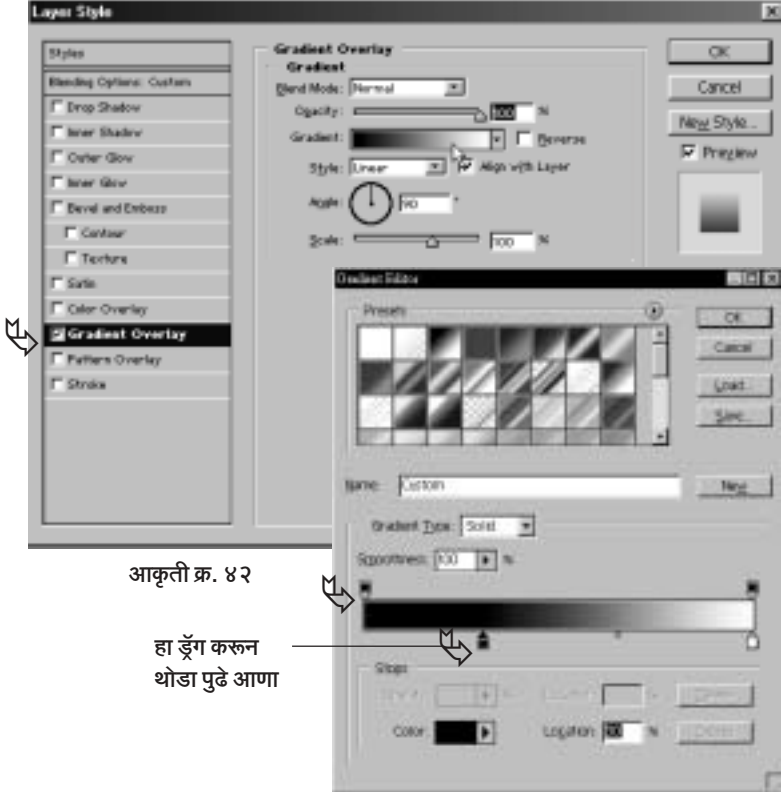 Layer Style
Styles
Blending Options: Custom
Drop Shadow
Inner Shadow
Outer Glow
Inner Glow
Bevel and Emboss
Contour
Texture
Satin
Color Overlay
Gradient Overlay
Pattern Overlay
Stroke
Gradient Overlay
Gradient
Blend Mode: Normal
Opacity: 100 %
Gradient: Reverse
Style: Linear Align with Layer
Angle: 90 °
Scale: 100 %
OK
Cancel
New Style...
Preview
Gradient Editor
Presets
OK
Cancel
Load...
Save...
Name: Custom
New
Gradient Type: Solid
Smoothness: 100 %
Stops
Color: Location: %
आकृती क्र. ४२
हा ड्रॅग करून
थोडा पुढे आणा